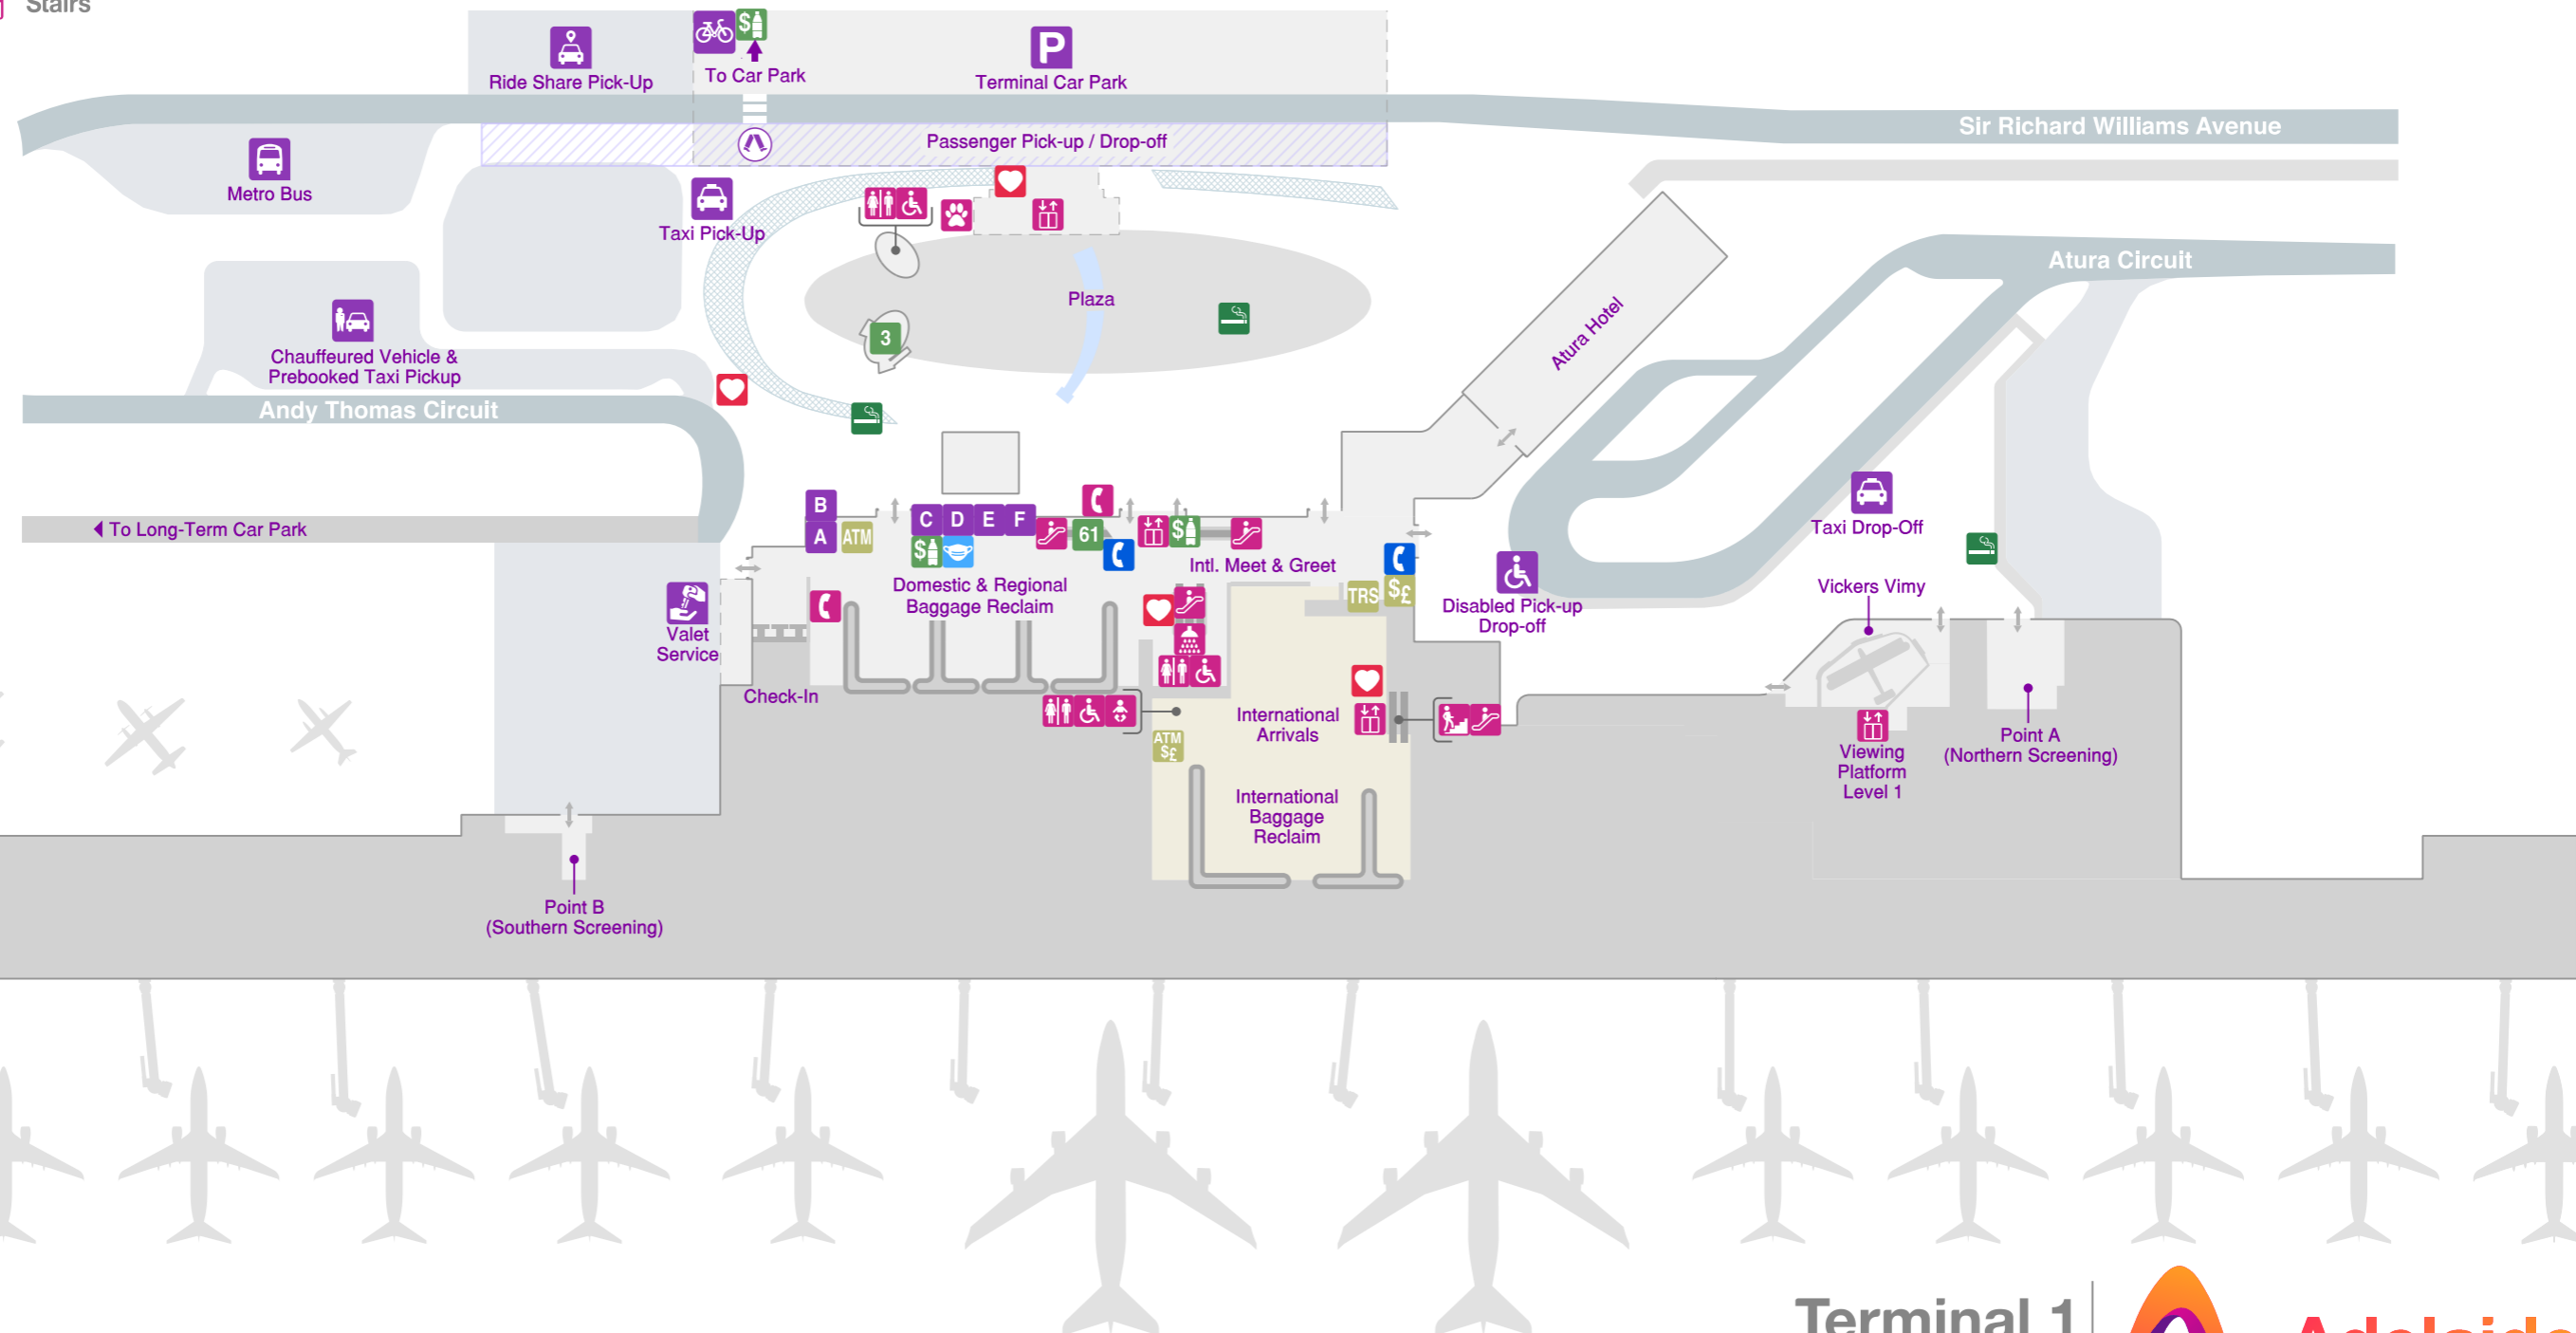 Stairs
Ride Share Pick-Up
$
To Car Park
P
Terminal Car Park
Sir Richard Williams Avenue
Passenger Pick-up / Drop-off
Metro Bus
Taxi Pick-Up
Atura Circuit
Plaza
3
Atura Hotel
Chauffeured Vehicle &
Prebooked Taxi Pickup
Andy Thomas Circuit
To Long-Term Car Park
B
A
ATM
C D E F
$
61
$
Intl. Meet & Greet
Domestic & Regional
Baggage Reclaim
TRS
$£
Disabled Pick-up
Drop-off
Taxi Drop-Off
Vickers Vimy
Valet
Service
Check-In
ATM
$£
International
Arrivals
International
Baggage
Reclaim
Viewing
Platform
Level 1
Point A
(Northern Screening)
Point B
(Southern Screening)
Terminal 1
Adelaide